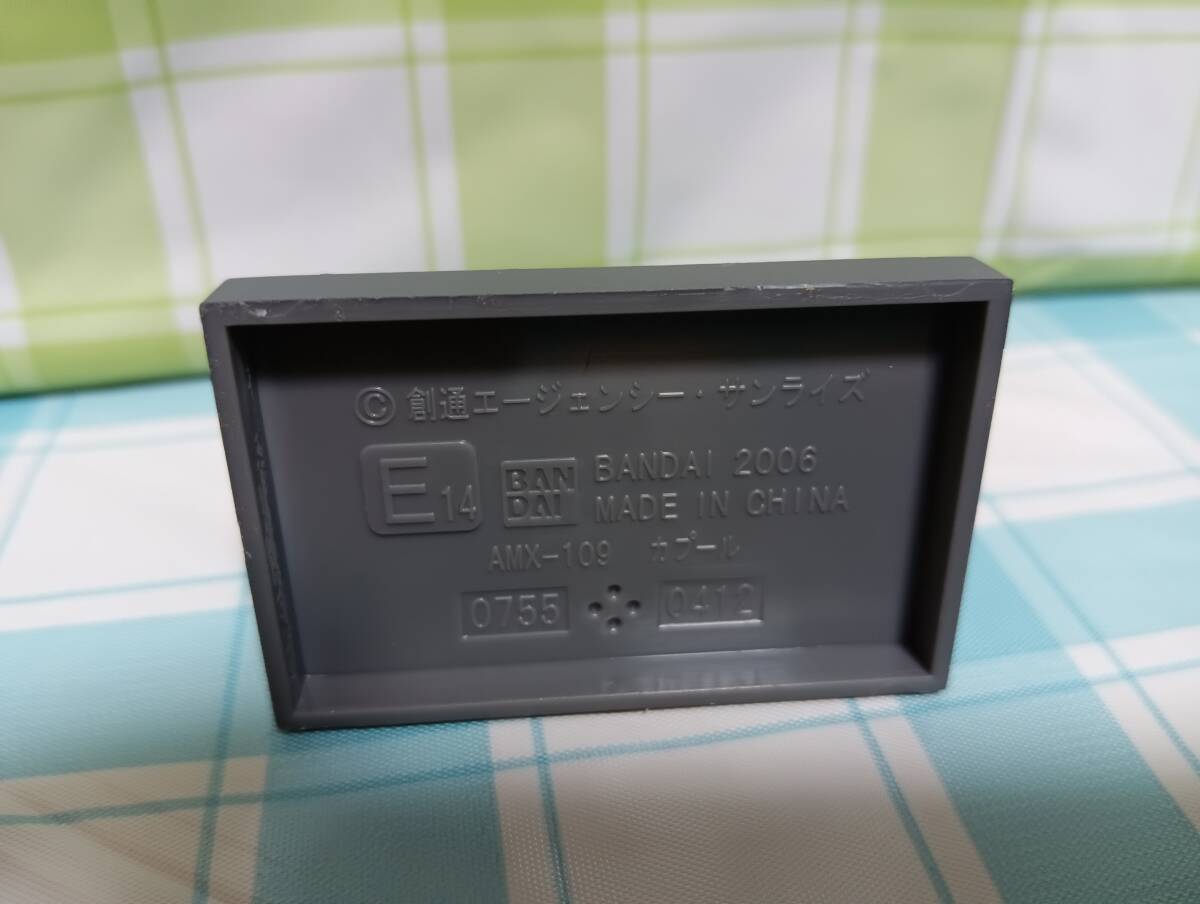 © 創通エージェンシー・サンライズ
E14 BAN DAI BANDAI 2006
MADE IN CHINA
AMX-109 カプール
0755 0412